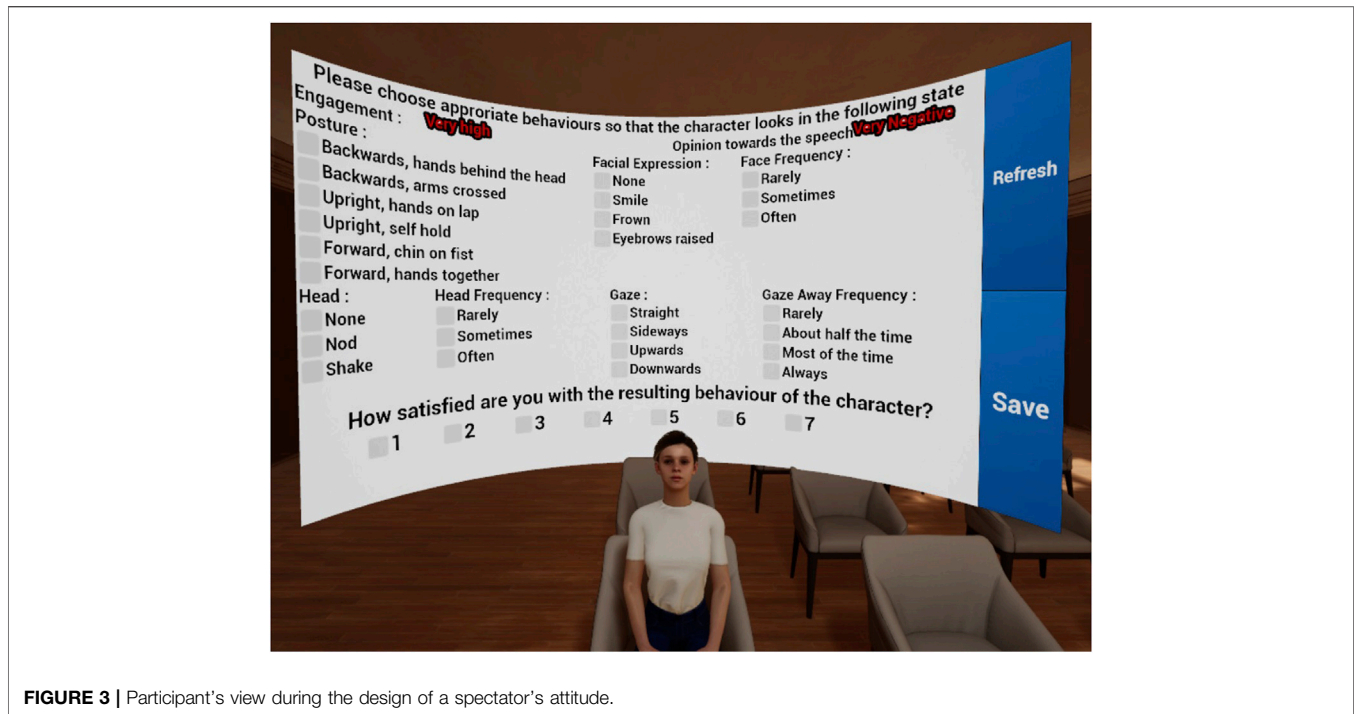 Please choose approriate behaviours so that the character looks in the following state
Engagement : Very high
Opinion towards the speech Very Negative
Posture :
Backwards, hands behind the head
Backwards, arms crossed
Upright, hands on lap
Upright, self hold
Forward, chin on fist
Forward, hands together
Facial Expression :
None
Smile
Frown
Eyebrows raised
Face Frequency :
Rarely
Sometimes
Often
Head :
None
Nod
Shake
Head Frequency :
Rarely
Sometimes
Often
Gaze :
Straight
Sideways
Upwards
Downwards
Gaze Away Frequency :
Rarely
About half the time
Most of the time
Always
How satisfied are you with the resulting behaviour of the character?
1 2 3 4 5 6 7
Refresh
Save
FIGURE 3 | Participant's view during the design of a spectator's attitude.